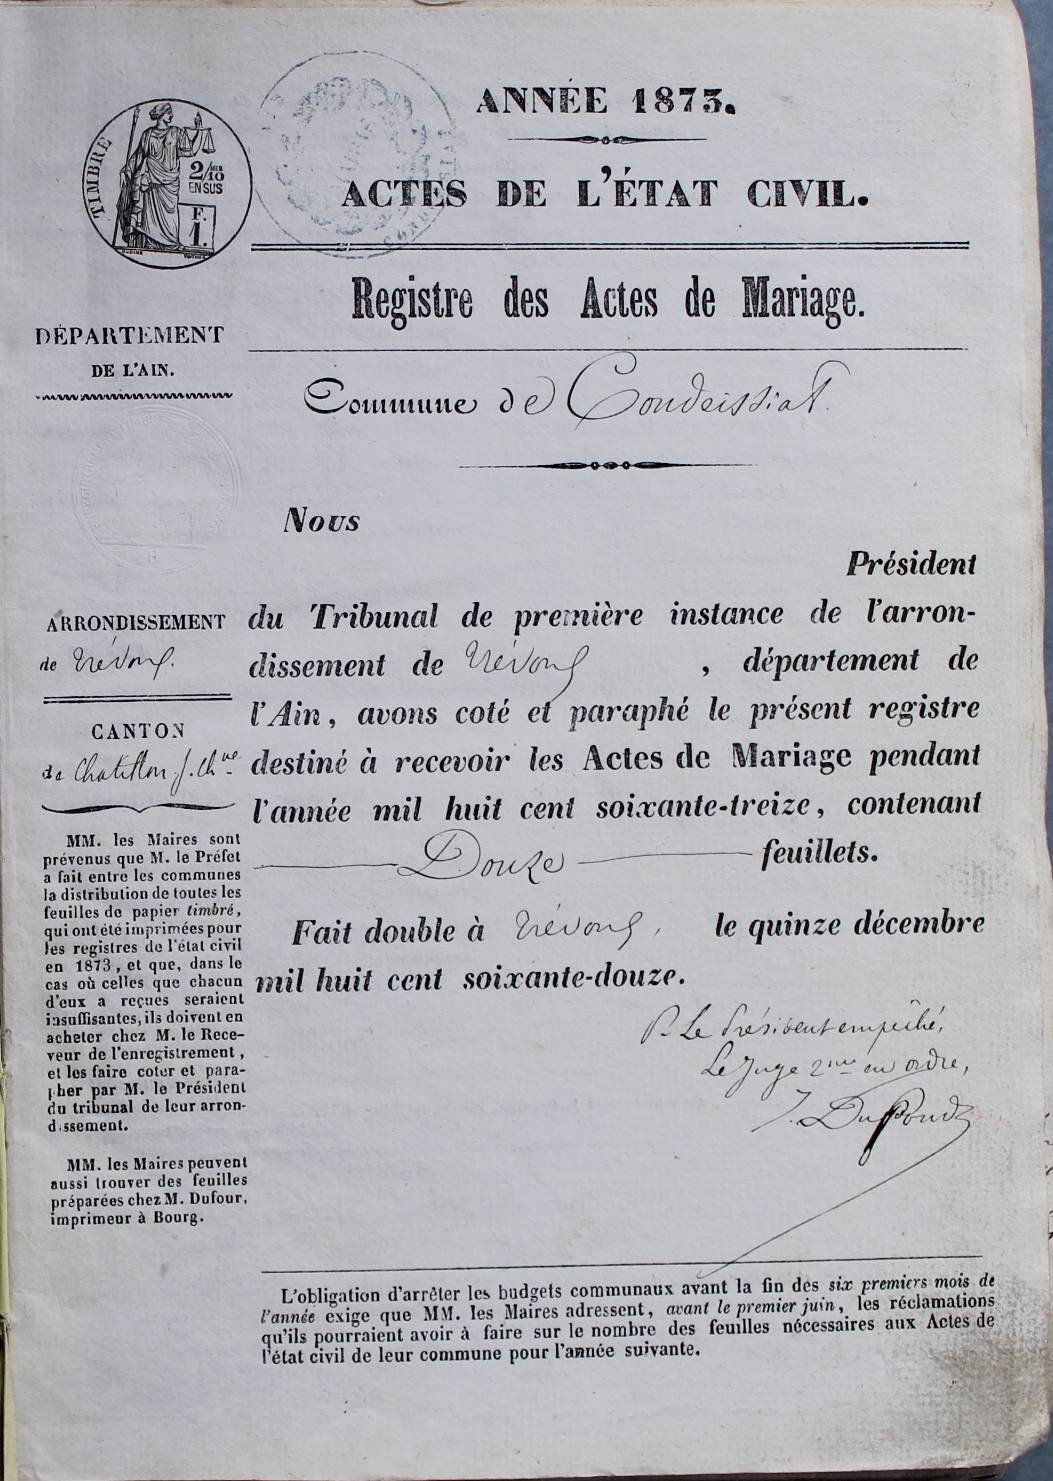 ANNÉE 1873.
ACTES DE L'ÉTAT CIVIL.
TIMBRE
2/10
EN SUS
F.
1.
Registre des Actes de Mariage.
DÉPARTEMENT
DE L'AIN.
Commune de Condeissiat.
Nous
Président
ARRONDISSEMENT
de Trévoux.
du Tribunal de première instance de l'arron-
dissement de Trévoux, département de
l'Ain, avons coté et paraphé le présent registre
destiné à recevoir les Actes de Mariage pendant
l'année mil huit cent soixante-treize, contenant
Douze feuillets.
CANTON
de Chatillon s. Ch.ne
MM. les Maires sont
prévenus que M. le Préfet
a fait entre les communes
la distribution de toutes les
feuilles de papier timbré,
qui ont été imprimées pour
les registres de l'état civil
en 1873, et que, dans le
cas où celles que chacun
d'eux a reçues seraient
insuffisantes, ils doivent en
acheter chez M. le Rece-
veur de l'enregistrement,
et les faire coter et para-
pher par M. le Président
du tribunal de leur arron-
dissement.
MM. les Maires peuvent
aussi trouver des feuilles
préparées chez M. Dufour,
imprimeur à Bourg.
Fait double à Trévoux, le quinze décembre
mil huit cent soixante-douze.
P. Le Président empêché,
Le Juge 2me en ordre,
L'obligation d'arrêter les budgets communaux avant la fin des six premiers mois de
l'année exige que MM. les Maires adressent, avant le premier juin, les réclamations
qu'ils pourraient avoir à faire sur le nombre des feuilles nécessaires aux Actes de
l'état civil de leur commune pour l'année suivante.